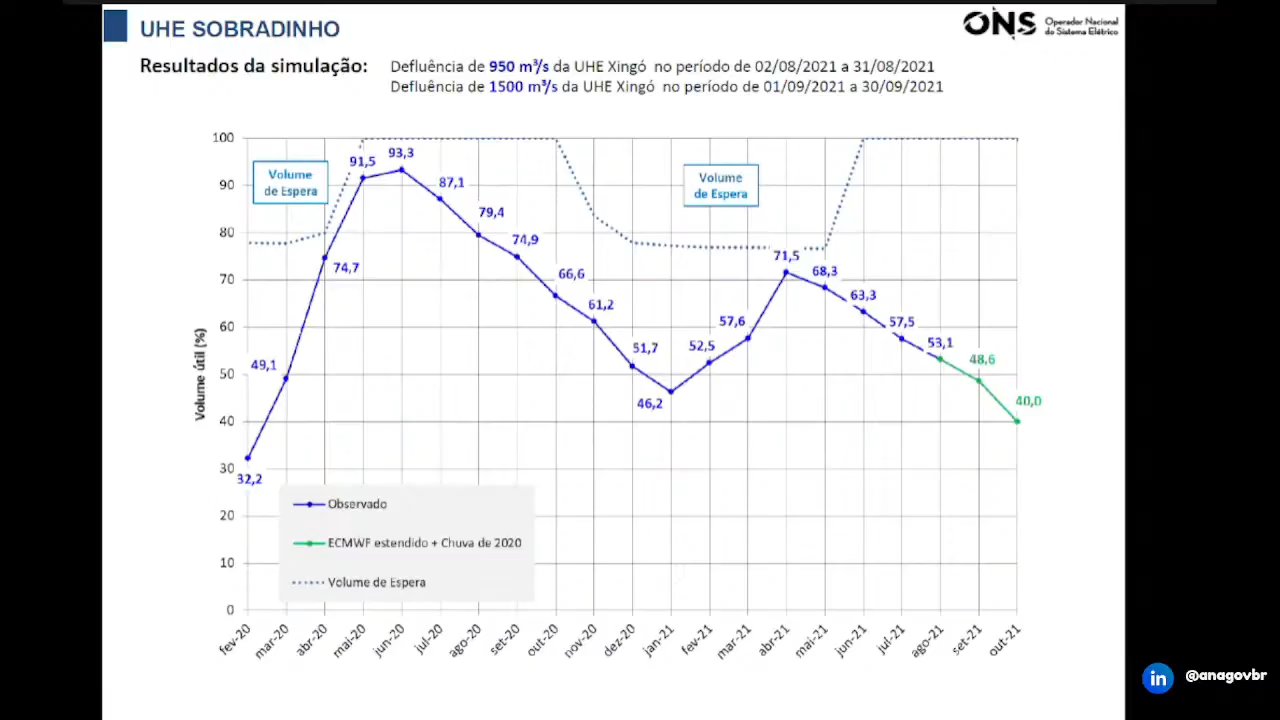 UHE SOBRADINHO
ONS Operador Nacional
do Sistema Elétrico
Resultados da simulação:
Defluência de 950 m³/s da UHE Xingó no período de 02/08/2021 a 31/08/2021
Defluência de 1500 m³/s da UHE Xingó no período de 01/09/2021 a 30/09/2021
Volume útil (%)
100
90
80
70
60
50
40
30
20
10
0
Volume
de Espera
Volume
de Espera
32,2
49,1
74,7
91,5
93,3
87,1
79,4
74,9
66,6
61,2
51,7
46,2
52,5
57,6
71,5
68,3
63,3
57,5
53,1
48,6
40,0
Observado
ECMWF estendido + Chuva de 2020
Volume de Espera
fev-20
mar-20
abr-20
mai-20
jun-20
jul-20
ago-20
set-20
out-20
nov-20
dez-20
jan-21
fev-21
mar-21
abr-21
mai-21
jun-21
jul-21
ago-21
set-21
out-21
in @anagovbr